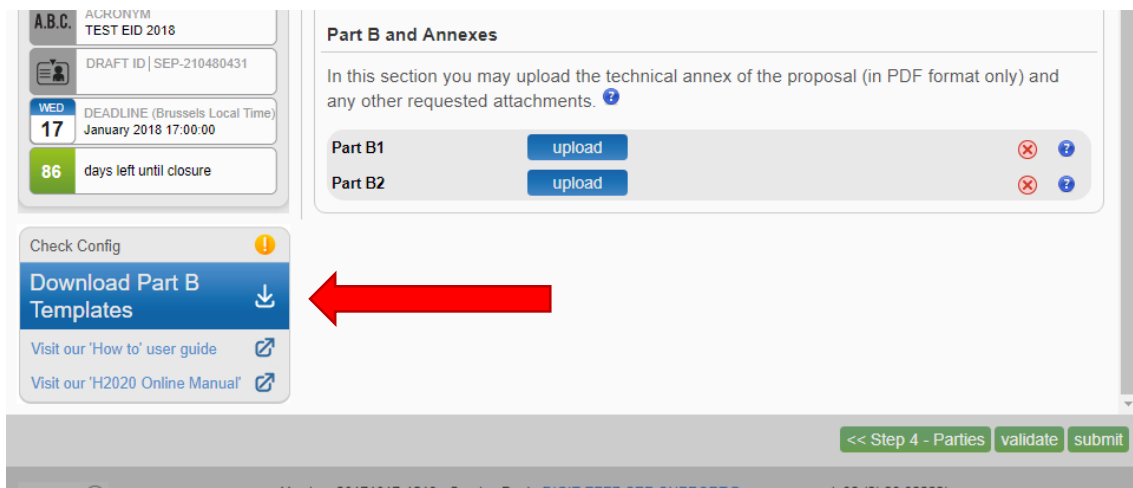 A.B.C.
ACRONYM
TEST EID 2018
DRAFT ID | SEP-210480431
WED
17
DEADLINE (Brussels Local Time)
January 2018 17:00:00
86
days left until closure
Part B and Annexes
In this section you may upload the technical annex of the proposal (in PDF format only) and
any other requested attachments. ?
Part B1 upload ?
Part B2 upload ?
Check Config !
Download Part B
Templates
Visit our 'How to' user guide
Visit our 'H2020 Online Manual'
<< Step 4 - Parties validate submit